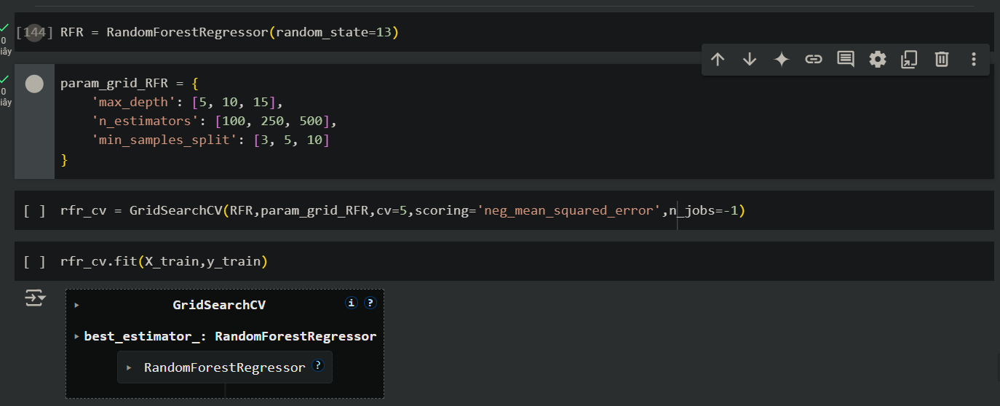 [144] RFR = RandomForestRegressor(random_state=13)
0
iây
param_grid_RFR = {
0
'max_depth': [5, 10, 15],
iây
'n_estimators': [100, 250, 500],
'min_samples_split': [3, 5, 10]
}
[ ] rfr_cv = GridSearchCV(RFR,param_grid_RFR,cv=5,scoring='neg_mean_squared_error',n_jobs=-1)
[ ] rfr_cv.fit(X_train,y_train)
GridSearchCV i ?
best_estimator_: RandomForestRegressor
RandomForestRegressor ?